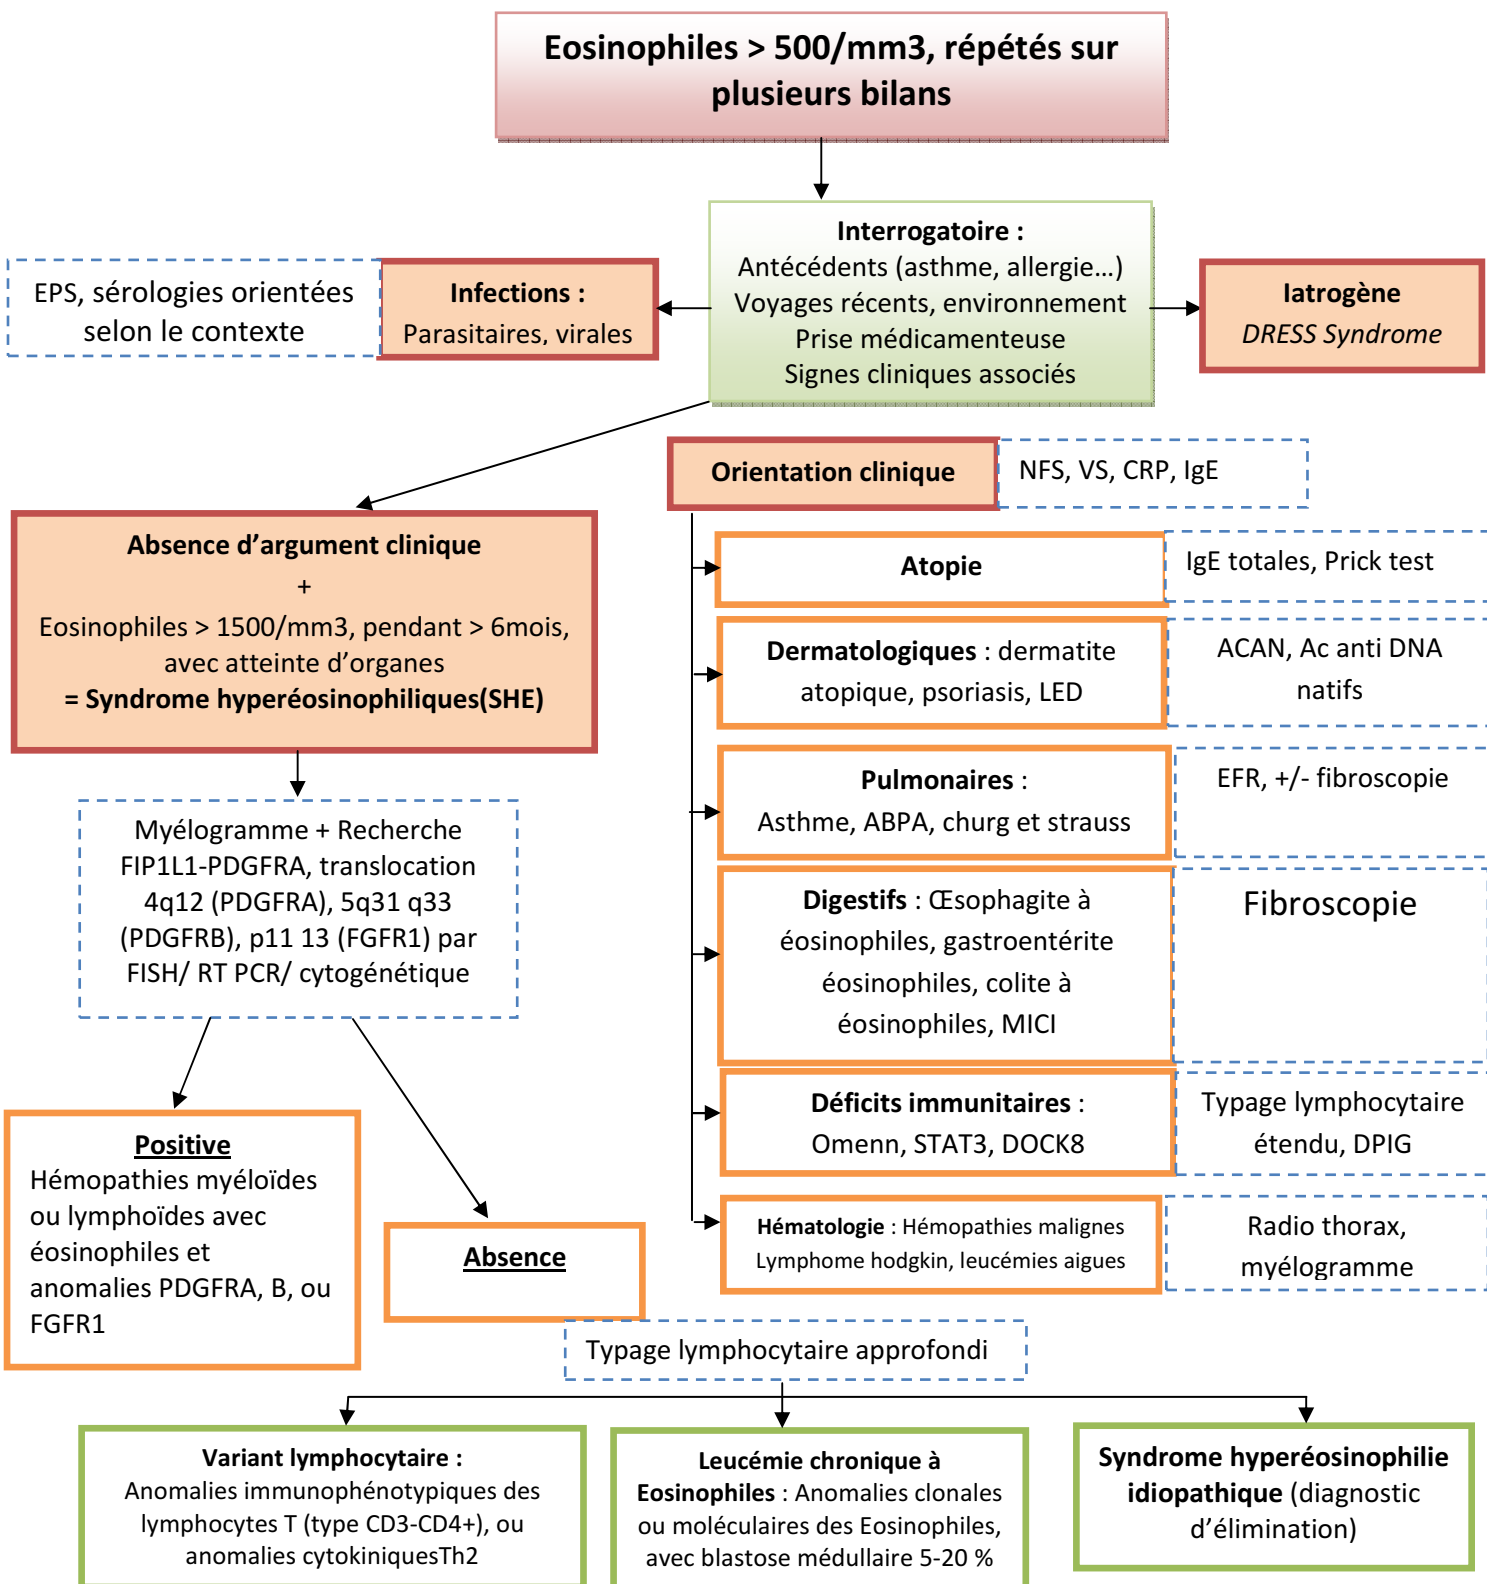 Eosinophiles > 500/mm3, répétés sur
plusieurs bilans
Interrogatoire :
Antécédents (asthme, allergie...)
Voyages récents, environnement
Prise médicamenteuse
Signes cliniques associés
EPS, sérologies orientées
selon le contexte
Infections :
Parasitaires, virales
Iatrogène
DRESS Syndrome
Orientation clinique
NFS, VS, CRP, IgE
Absence d'argument clinique
+
Eosinophiles > 1500/mm3, pendant > 6mois,
avec atteinte d'organes
= Syndrome hyperéosinophiliques(SHE)
Atopie
IgE totales, Prick test
Dermatologiques : dermatite
atopique, psoriasis, LED
ACAN, Ac anti DNA
natifs
Pulmonaires :
Asthme, ABPA, churg et strauss
EFR, +/- fibroscopie
Digestifs : Œsophagite à
éosinophiles, gastroentérite
éosinophiles, colite à
éosinophiles, MICI
Fibroscopie
Déficits immunitaires :
Omenn, STAT3, DOCK8
Typage lymphocytaire
étendu, DPIG
Hématologie : Hémopathies malignes
Lymphome hodgkin, leucémies aigues
Radio thorax,
myélogramme
Myélogramme + Recherche
FIP1L1-PDGFRA, translocation
4q12 (PDGFRA), 5q31 q33
(PDGFRB), p11 13 (FGFR1) par
FISH/ RT PCR/ cytogénétique
Positive
Hémopathies myéloïdes
ou lymphoïdes avec
éosinophiles et
anomalies PDGFRA, B, ou
FGFR1
Absence
Typage lymphocytaire approfondi
Variant lymphocytaire :
Anomalies immunophénotypiques des
lymphocytes T (type CD3-CD4+), ou
anomalies cytokiniquesTh2
Leucémie chronique à
Eosinophiles : Anomalies clonales
ou moléculaires des Eosinophiles,
avec blastose médullaire 5-20 %
Syndrome hyperéosinophilie
idiopathique (diagnostic
d'élimination)